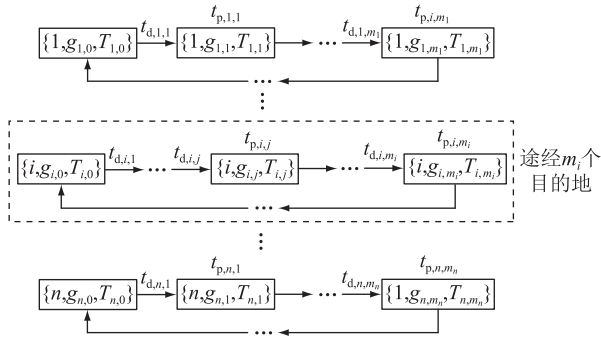 t_{p,1,1} t_{p,i,m_1}
t_{d,1,1} t_{d,1,m_1}
{1,g_{1,0},T_{1,0}} {1,g_{1,1},T_{1,1}} … {1,g_{1,m_1},T_{1,m_1}}
…
⋮
t_{p,i,j} t_{p,i,m_i}
t_{d,i,1} t_{d,i,j} t_{d,i,m_i}
{i,g_{i,0},T_{i,0}} … {i,g_{i,j},T_{i,j}} … {i,g_{i,m_i},T_{i,m_i}}
…
途经m_i个
目的地
⋮
t_{p,n,1} t_{p,n,m_n}
t_{d,n,1} t_{d,n,m_n}
{n,g_{n,0},T_{n,0}} {n,g_{n,1},T_{n,1}} … {1,g_{n,m_n},T_{n,m_n}}
…